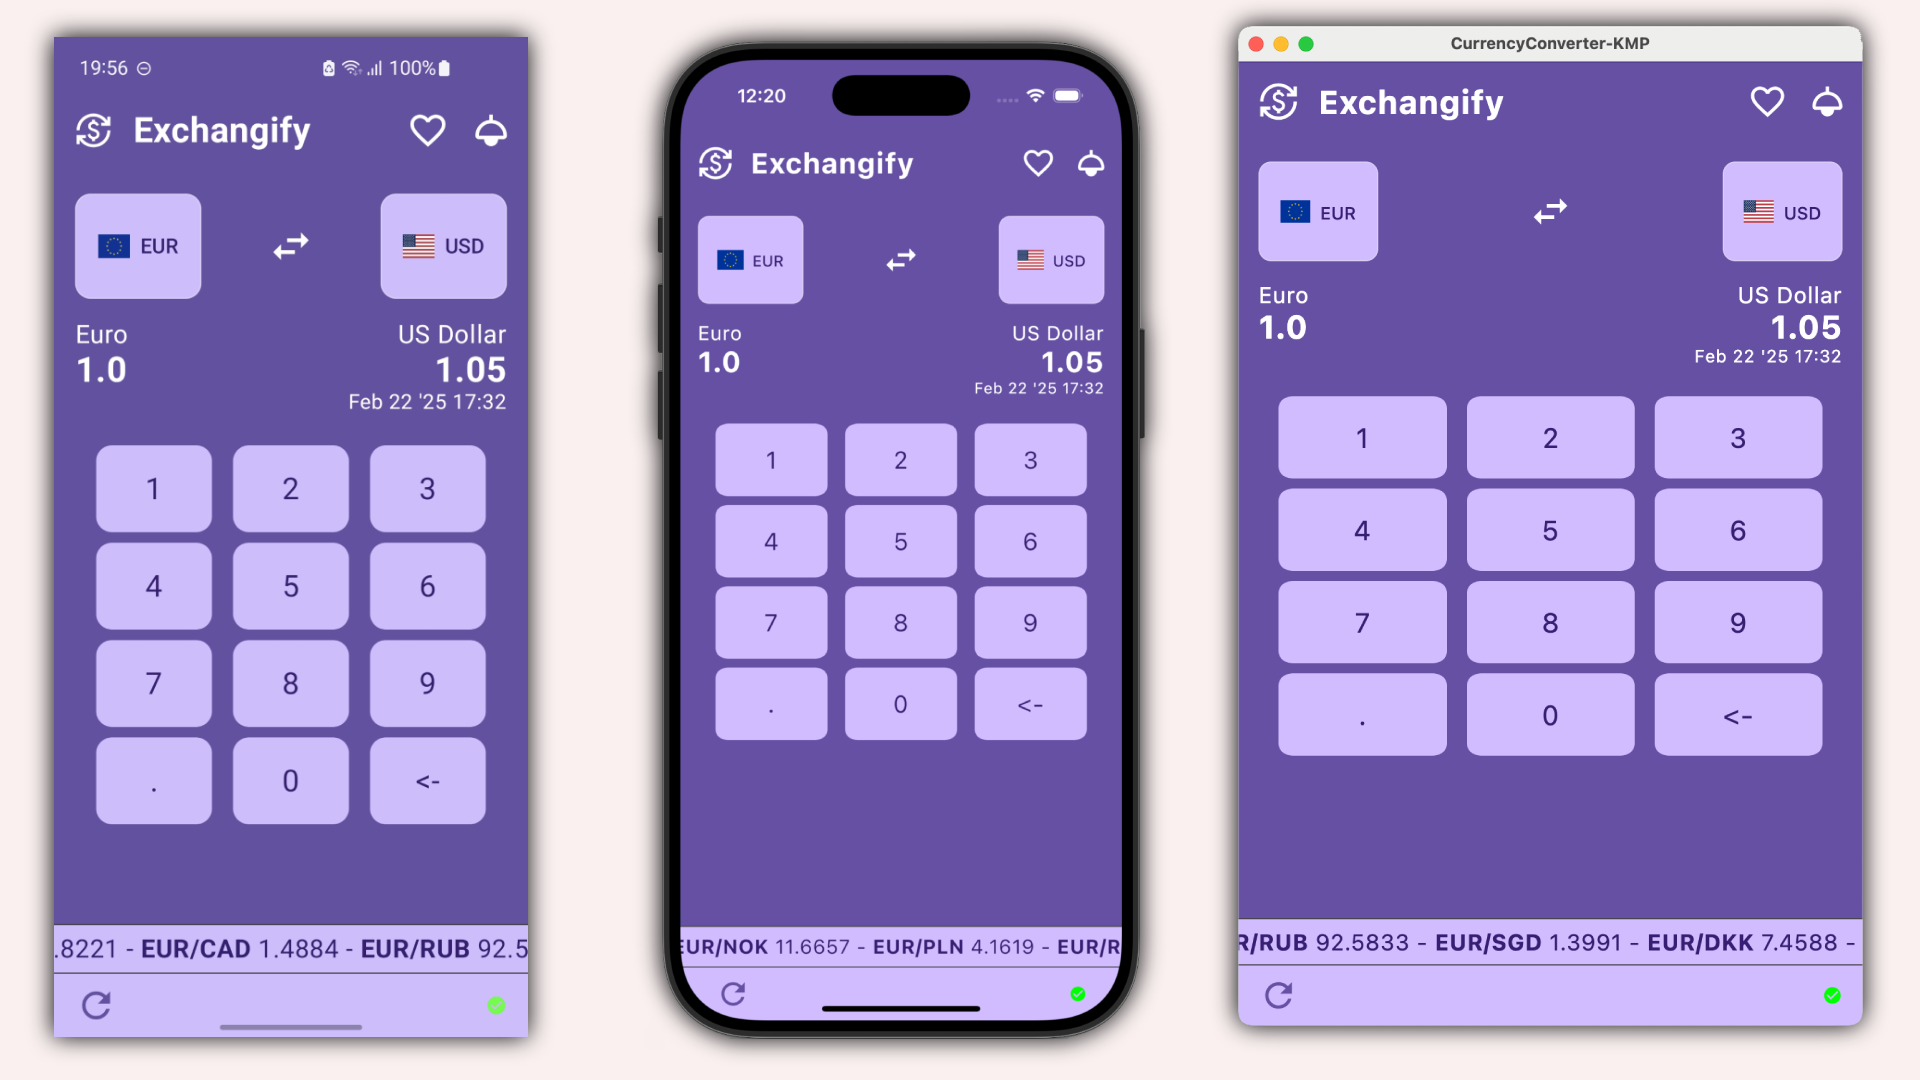 19:56 100%
Exchangify
EUR USD
Euro US Dollar
1.0 1.05
Feb 22 '25 17:32
1 2 3
4 5 6
7 8 9
. 0 <-
.8221 - EUR/CAD 1.4884 - EUR/RUB 92.5
12:20
Exchangify
EUR USD
Euro US Dollar
1.0 1.05
Feb 22 '25 17:32
1 2 3
4 5 6
7 8 9
. 0 <-
EUR/NOK 11.6657 - EUR/PLN 4.1619 - EUR/R
CurrencyConverter-KMP
Exchangify
EUR USD
Euro US Dollar
1.0 1.05
Feb 22 '25 17:32
1 2 3
4 5 6
7 8 9
. 0 <-
R/RUB 92.5833 - EUR/SGD 1.3991 - EUR/DKK 7.4588 -